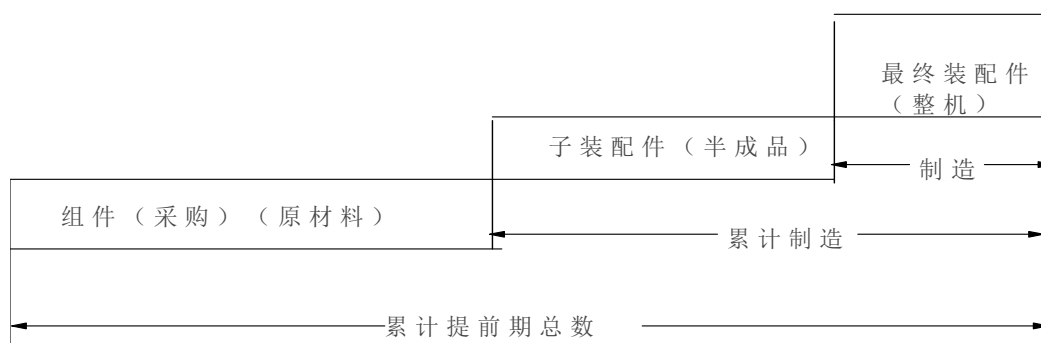 最终装配件
（整机）
子装配件（半成品）
制造
组件（采购）（原材料）
累计制造
累计提前期总数